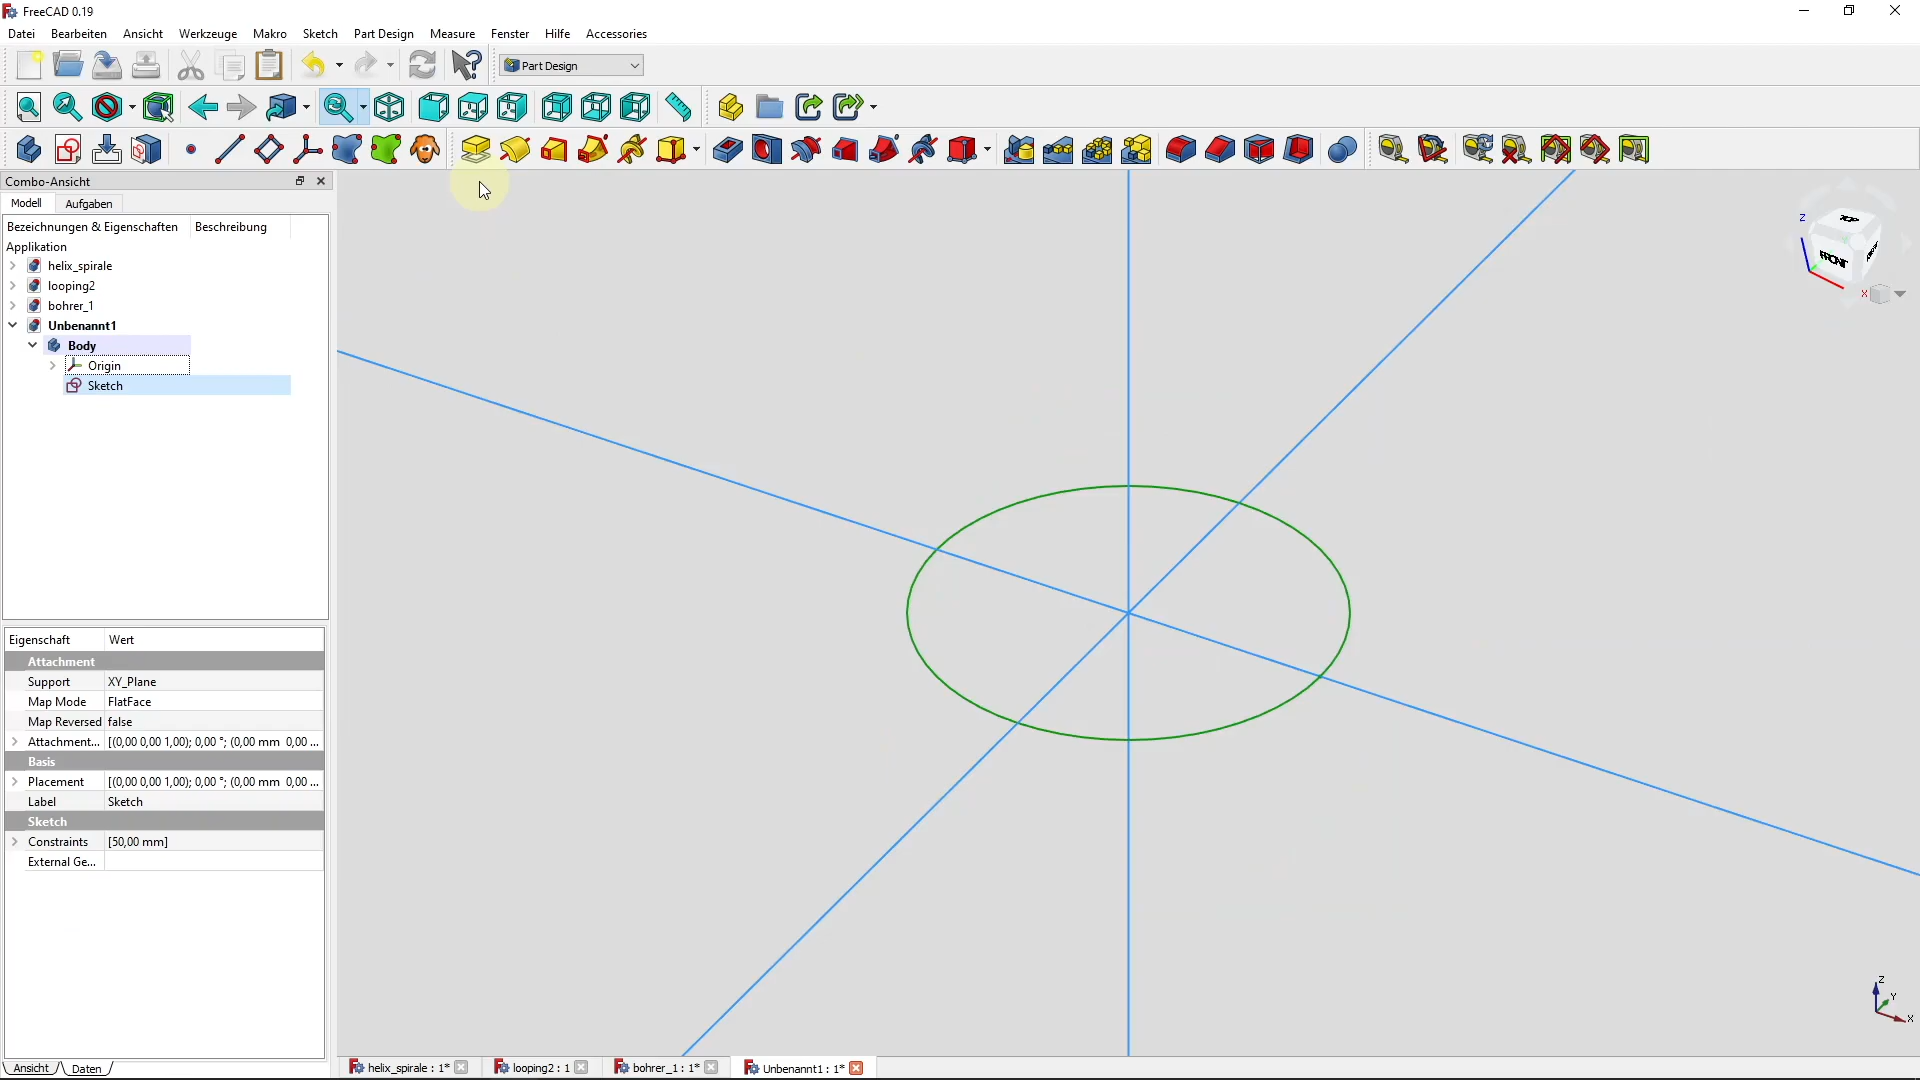 FreeCAD 0.19
Datei Bearbeiten Ansicht Werkzeuge Makro Sketch Part Design Measure Fenster Hilfe Accessories
Part Design
Combo-Ansicht
Modell Aufgaben
Bezeichnungen & Eigenschaften Beschreibung
Applikation
helix_spirale
looping2
bohrer_1
Unbenannt1
Body
Origin
Sketch
Eigenschaft Wert
Attachment
Support XY_Plane
Map Mode FlatFace
Map Reversed false
Attachment... [(0,00 0,00 1,00); 0,00 °; (0,00 mm 0,00 ...
Basis
Placement [(0,00 0,00 1,00); 0,00 °; (0,00 mm 0,00 ...
Label Sketch
Sketch
Constraints [50,00 mm]
External Ge...
Ansicht Daten
helix_spirale : 1* looping2 : 1 bohrer_1 : 1* Unbenannt1 : 1*
TOP
Z
FRONT
X
Z
Y
X